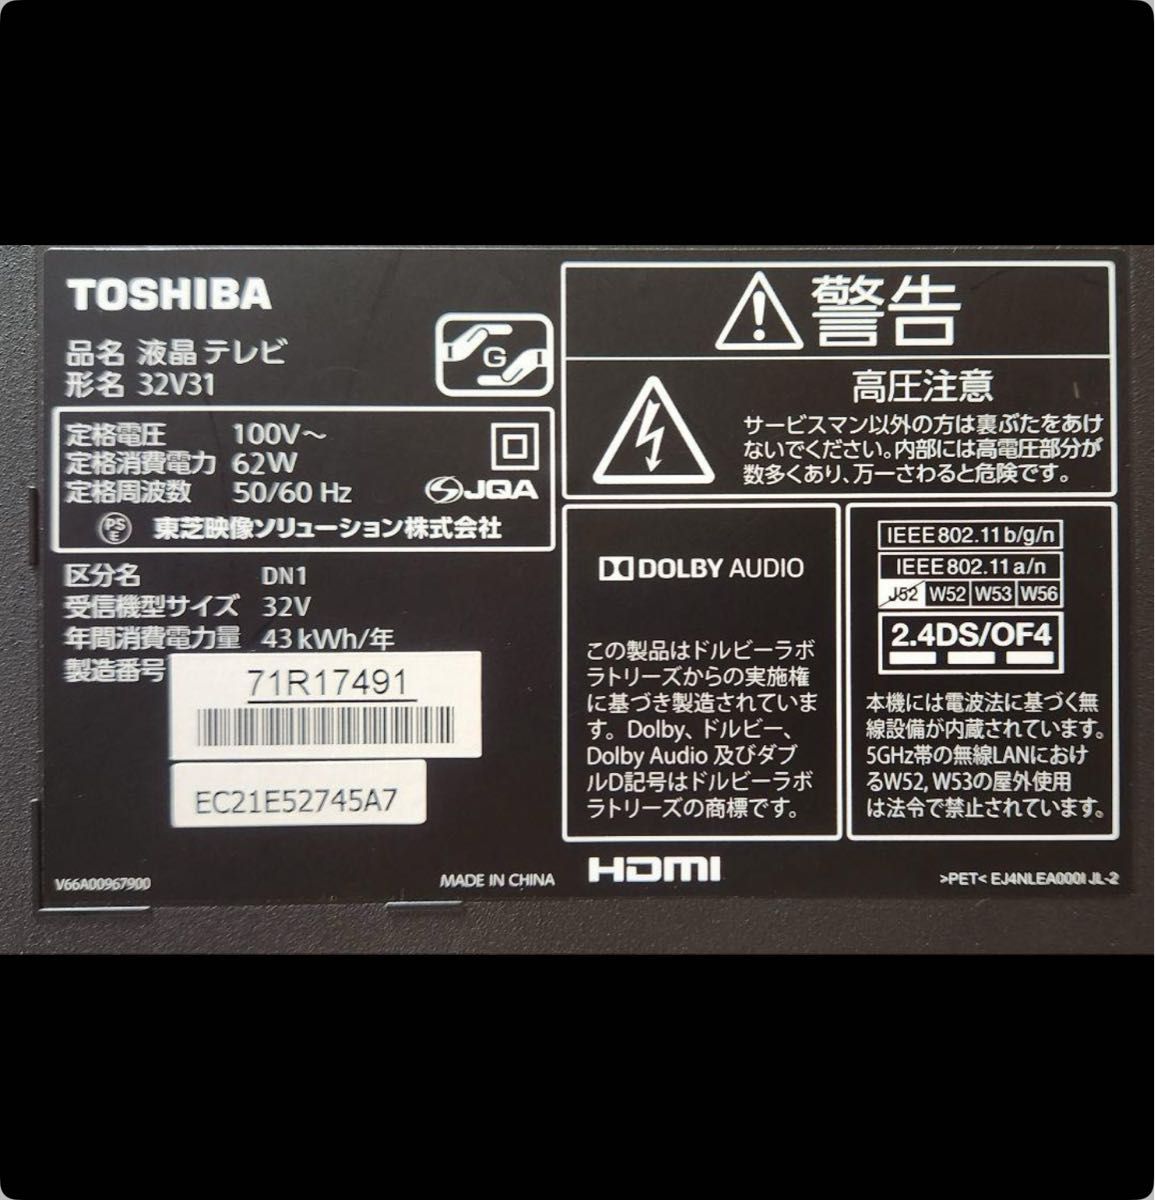 TOSHIBA
品名 液晶テレビ
形名 32V31
G
定格電圧 100V～
定格消費電力 62W
定格周波数 50/60 Hz
JQA
PS
E
東芝映像ソリューション株式会社
区分名 DN1
受信機型サイズ 32V
年間消費電力量 43 kWh/年
製造番号
71R17491
EC21E52745A7
V66A00967900
MADE IN CHINA
警告
高圧注意
サービスマン以外の方は裏ぶたをあけ
ないでください。内部には高電圧部分が
数多くあり、万一さわると危険です。
DOLBY AUDIO
この製品はドルビーラボ
ラトリーズからの実施権
に基づき製造されていま
す。Dolby、ドルビー、
Dolby Audio 及びダブ
ルD記号はドルビーラボ
ラトリーズの商標です。
HDMI
IEEE802.11b/g/n
IEEE802.11a/n
J52 W52 W53 W56
2.4DS/OF4
本機には電波法に基づく無
線設備が内蔵されています。
5GHz帯の無線LANにおけ
るW52, W53の屋外使用
は法令で禁止されています。
>PET< EJ4NLEA0001 JL-2